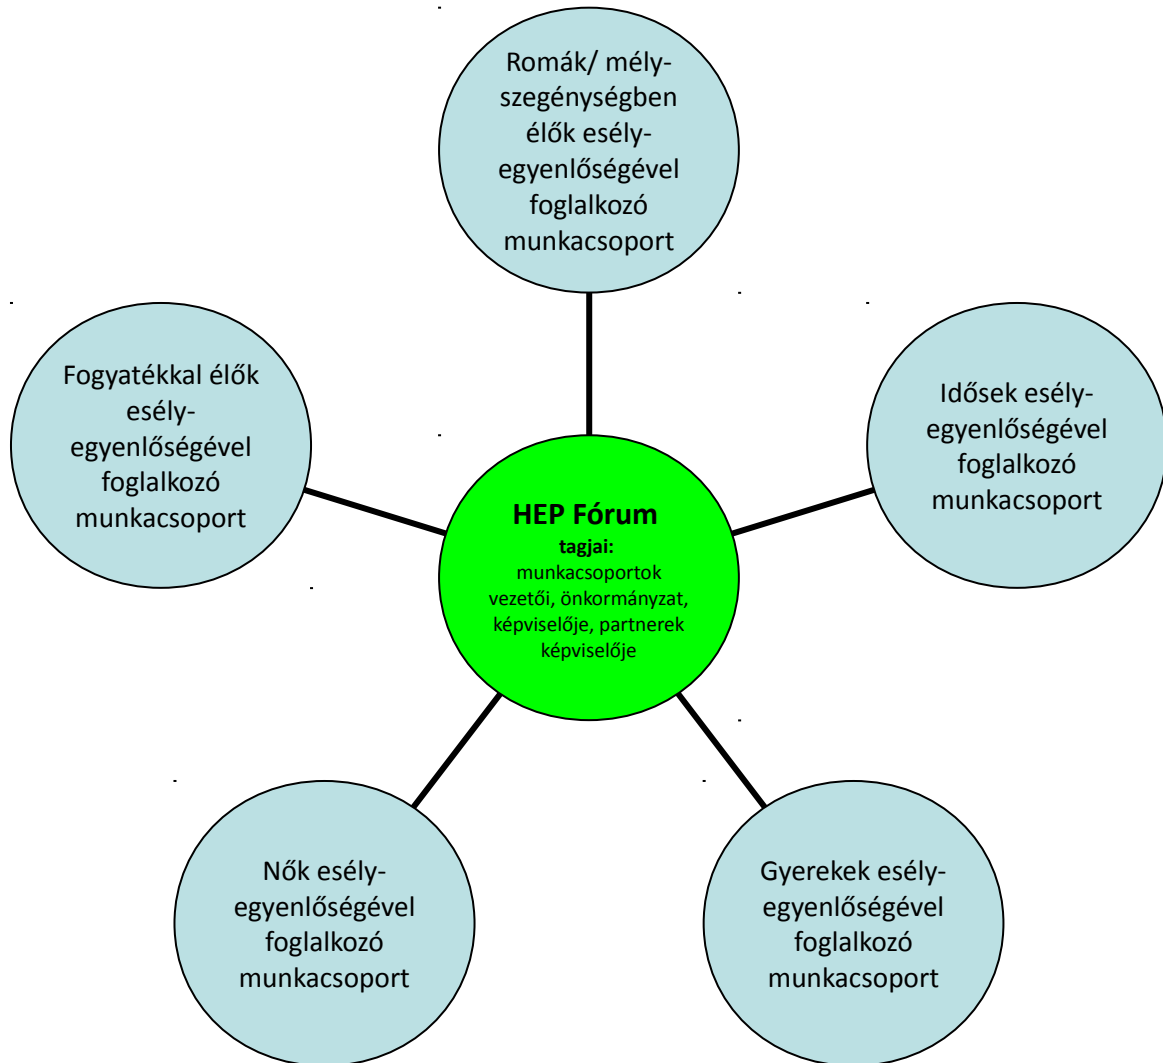 Romák/ mély-
szegénységben
élők esély-
egyenlőségével
foglalkozó
munkacsoport
Fogyatékkal élők
esély-
egyenlőségével
foglalkozó
munkacsoport
Idősek esély-
egyenlőségével
foglalkozó
munkacsoport
HEP Fórum
tagjai:
munkacsoportok
vezetői, önkormányzat,
képviselője, partnerek
képviselője
Nők esély-
egyenlőségével
foglalkozó
munkacsoport
Gyerekek esély-
egyenlőségével
foglalkozó
munkacsoport